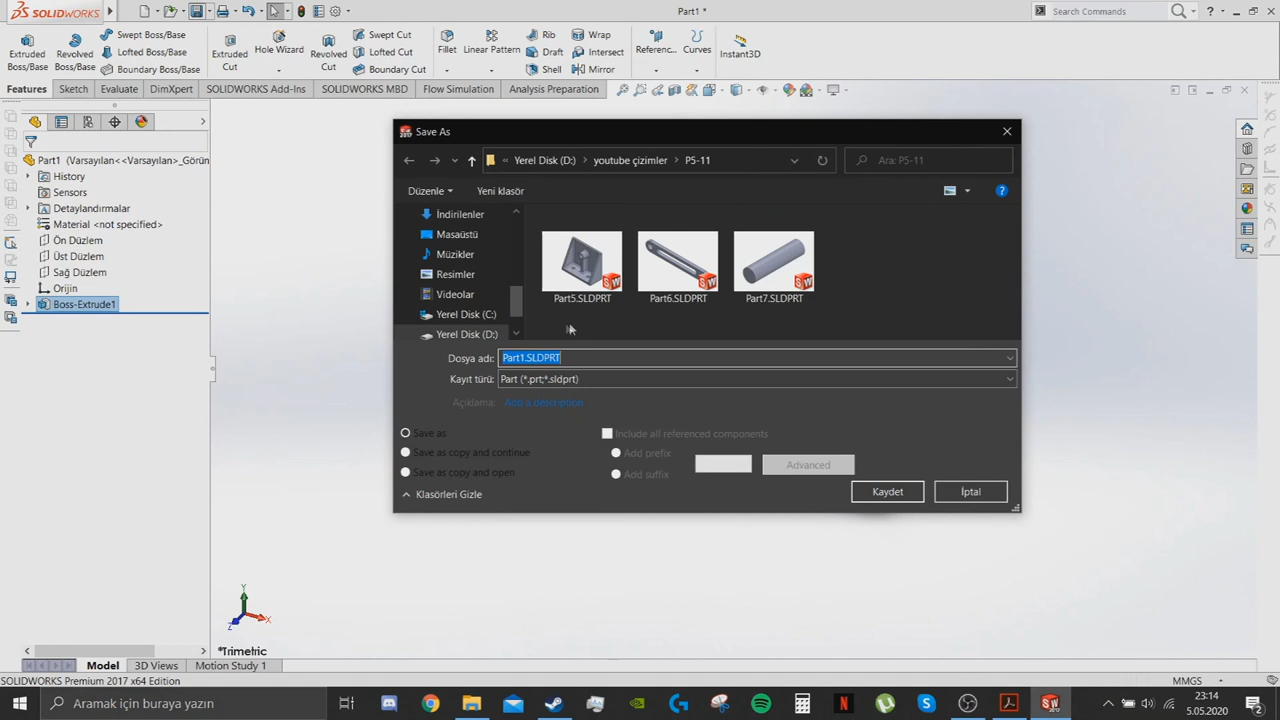 SOLIDWORKS
Part1 *
Search Commands
Extruded Boss/Base
Revolved Boss/Base
Swept Boss/Base
Lofted Boss/Base
Boundary Boss/Base
Extruded Cut
Hole Wizard
Revolved Cut
Swept Cut
Lofted Cut
Boundary Cut
Fillet
Linear Pattern
Rib
Draft
Shell
Wrap
Intersect
Mirror
Referenc...
Curves
Instant3D
Features
Sketch
Evaluate
DimXpert
SOLIDWORKS Add-Ins
SOLIDWORKS MBD
Flow Simulation
Analysis Preparation
Part1 (Varsayılan<<Varsayılan>_Görün
History
Sensors
Detaylandırmalar
Material <not specified>
Ön Düzlem
Üst Düzlem
Sağ Düzlem
Orijin
Boss-Extrude1
Save As
« Yerel Disk (D:) > youtube çizimler > P5-11
Ara: P5-11
Düzenle
Yeni klasör
İndirilenler
Masaüstü
Müzikler
Resimler
Videolar
Yerel Disk (C:)
Yerel Disk (D:)
Part5.SLDPRT
Part6.SLDPRT
Part7.SLDPRT
Dosya adı: Part1.SLDPRT
Kayıt türü: Part (*.prt;*.sldprt)
Açıklama: Add a description
Save as
Save as copy and continue
Save as copy and open
Include all referenced components
Add prefix
Add suffix
Advanced
Klasörleri Gizle
Kaydet
İptal
Y
X
Z
*Trimetric
Model
3D Views
Motion Study 1
SOLIDWORKS Premium 2017 x64 Edition
MMGS
Aramak için buraya yazın
23:14
5.05.2020
2